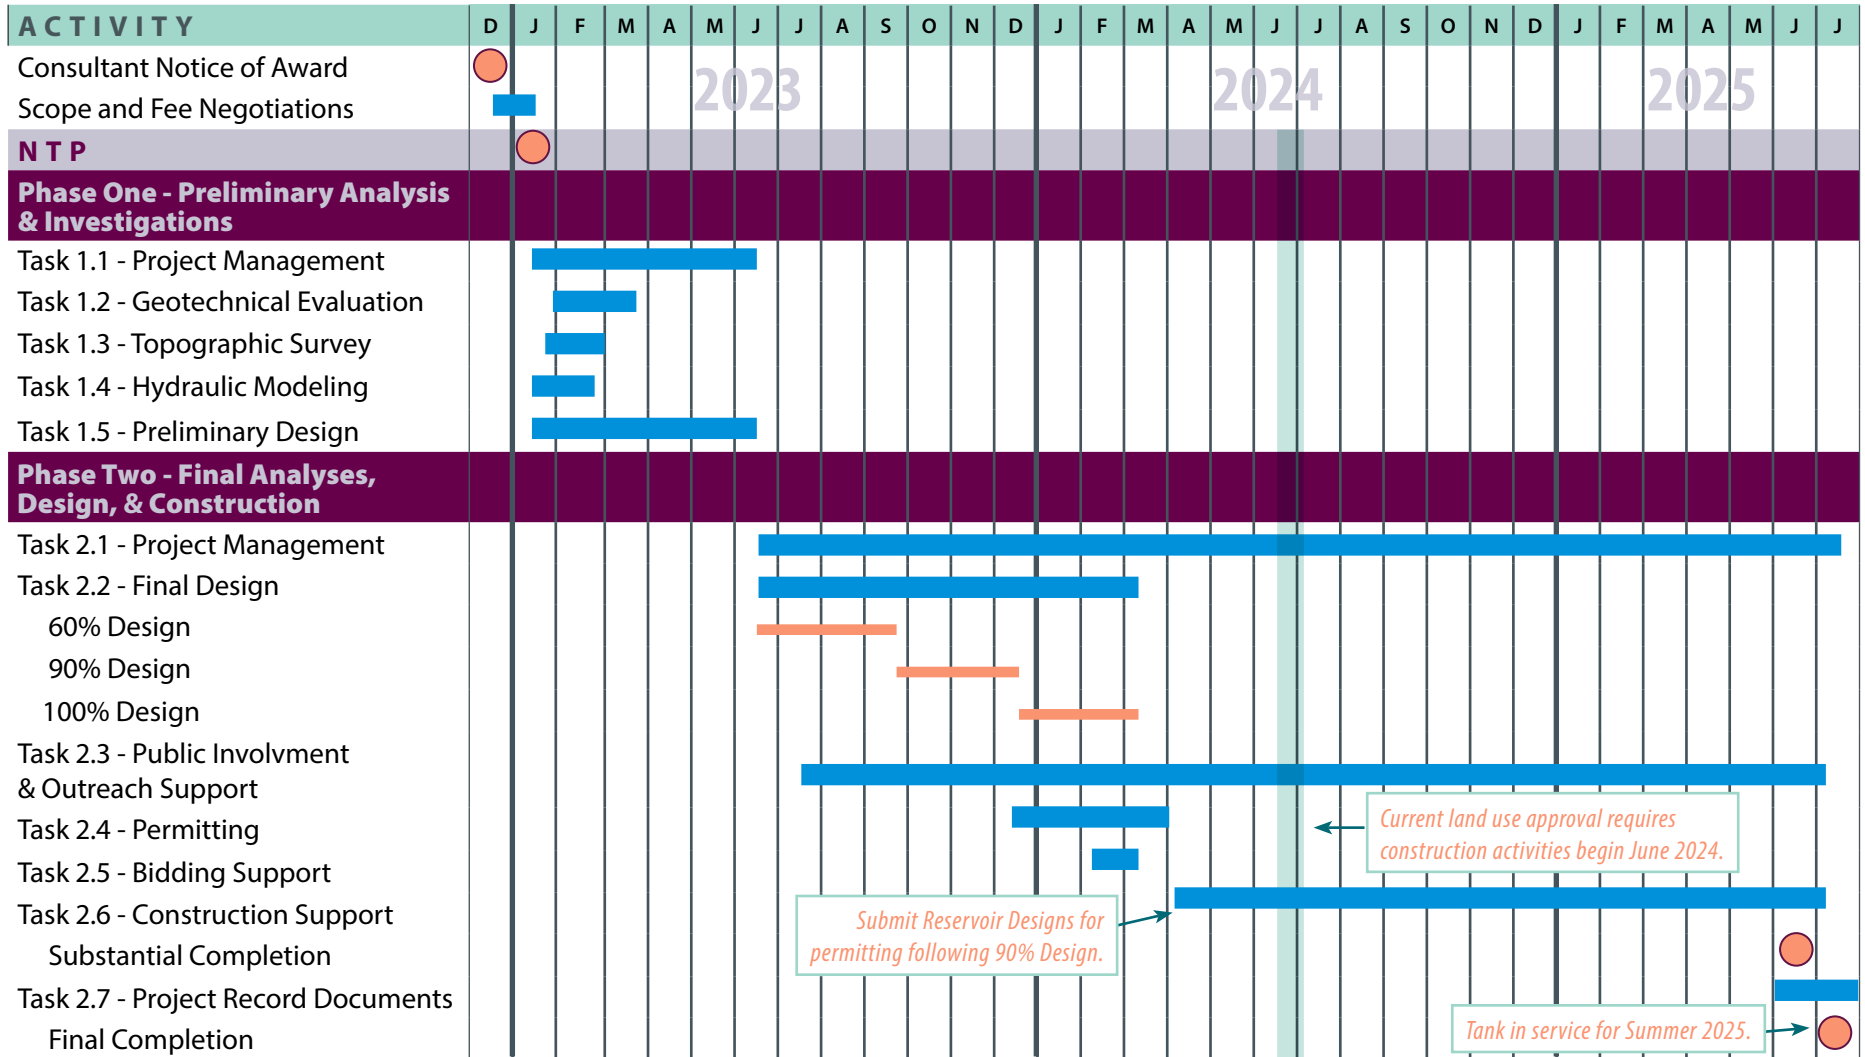 ACTIVITY D J F M A M J J A S O N D J F M A M J J A S O N D J F M A M J J
Consultant Notice of Award
2023 2024 2025
Scope and Fee Negotiations
NTP
Phase One - Preliminary Analysis
& Investigations
Task 1.1 - Project Management
Task 1.2 - Geotechnical Evaluation
Task 1.3 - Topographic Survey
Task 1.4 - Hydraulic Modeling
Task 1.5 - Preliminary Design
Phase Two - Final Analyses,
Design, & Construction
Task 2.1 - Project Management
Task 2.2 - Final Design
60% Design
90% Design
100% Design
Task 2.3 - Public Involvment
& Outreach Support
Task 2.4 - Permitting
Current land use approval requires
construction activities begin June 2024.
Task 2.5 - Bidding Support
Task 2.6 - Construction Support
Submit Reservoir Designs for
permitting following 90% Design.
Substantial Completion
Task 2.7 - Project Record Documents
Tank in service for Summer 2025.
Final Completion